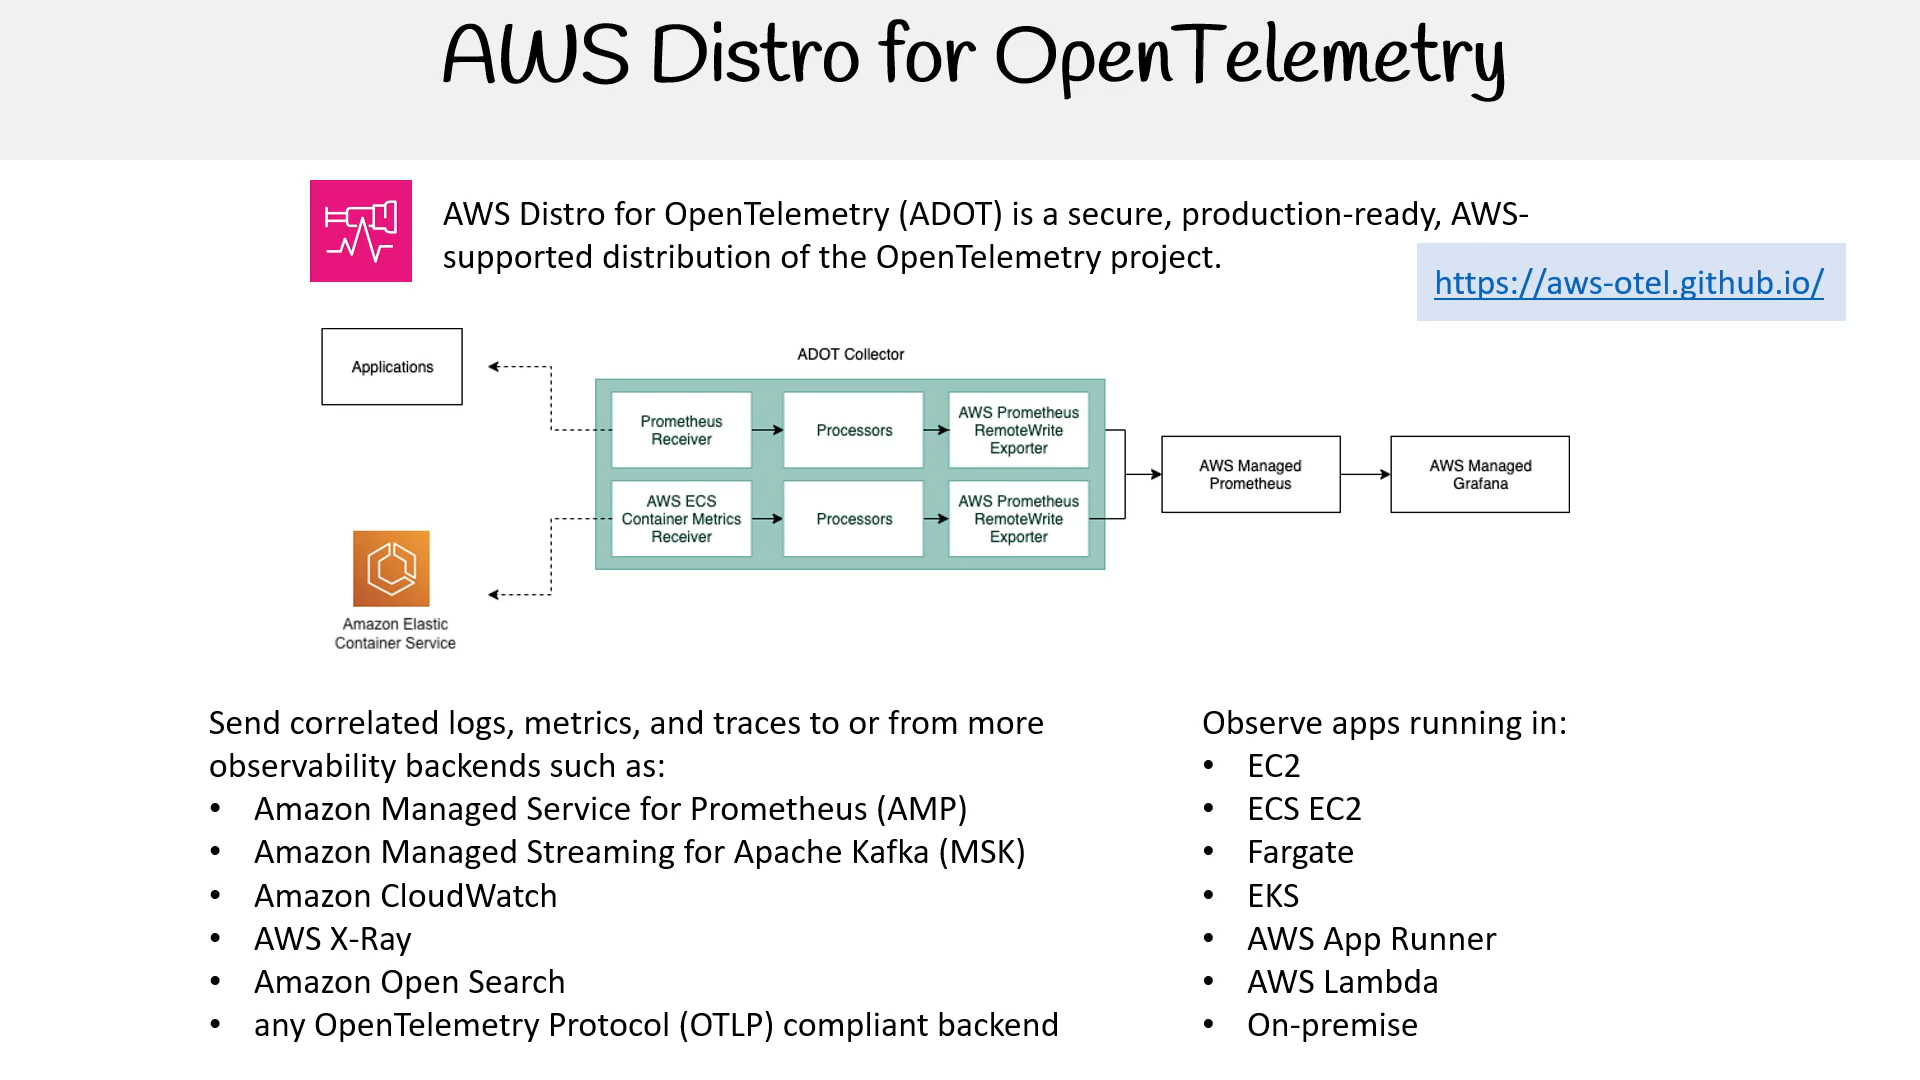 AWS Distro for OpenTelemetry
AWS Distro for OpenTelemetry (ADOT) is a secure, production-ready, AWS-
supported distribution of the OpenTelemetry project.
https://aws-otel.github.io/
Applications
ADOT Collector
Prometheus
Receiver
Processors
AWS Prometheus
RemoteWrite
Exporter
AWS ECS
Container Metrics
Receiver
Processors
AWS Prometheus
RemoteWrite
Exporter
AWS Managed
Prometheus
AWS Managed
Grafana
Amazon Elastic
Container Service
Send correlated logs, metrics, and traces to or from more
observability backends such as:
• Amazon Managed Service for Prometheus (AMP)
• Amazon Managed Streaming for Apache Kafka (MSK)
• Amazon CloudWatch
• AWS X-Ray
• Amazon Open Search
• any OpenTelemetry Protocol (OTLP) compliant backend
Observe apps running in:
• EC2
• ECS EC2
• Fargate
• EKS
• AWS App Runner
• AWS Lambda
• On-premise